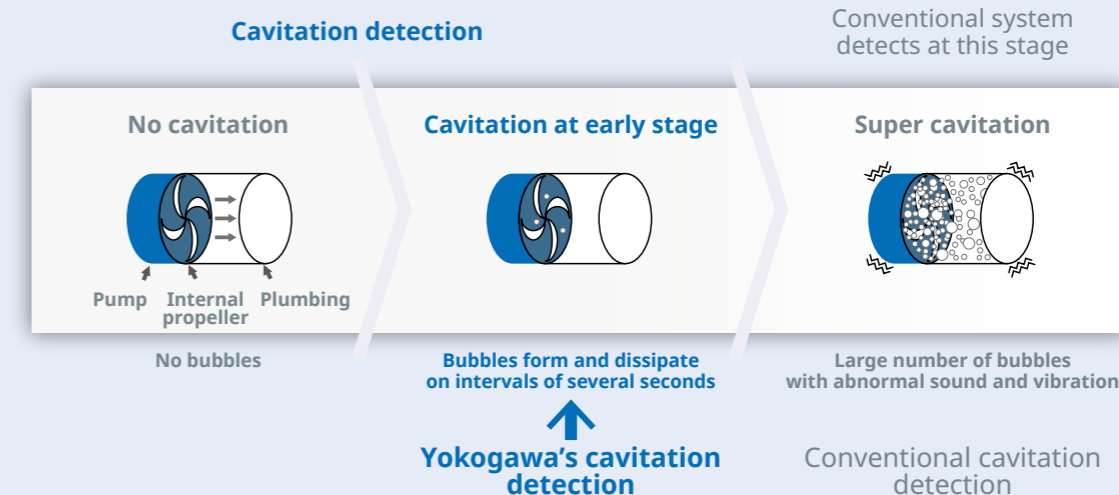 Cavitation detection
Conventional system
detects at this stage
No cavitation
Cavitation at early stage
Super cavitation
Pump
Internal
propeller
Plumbing
No bubbles
Bubbles form and dissipate
on intervals of several seconds
Large number of bubbles
with abnormal sound and vibration
Yokogawa’s cavitation
detection
Conventional cavitation
detection